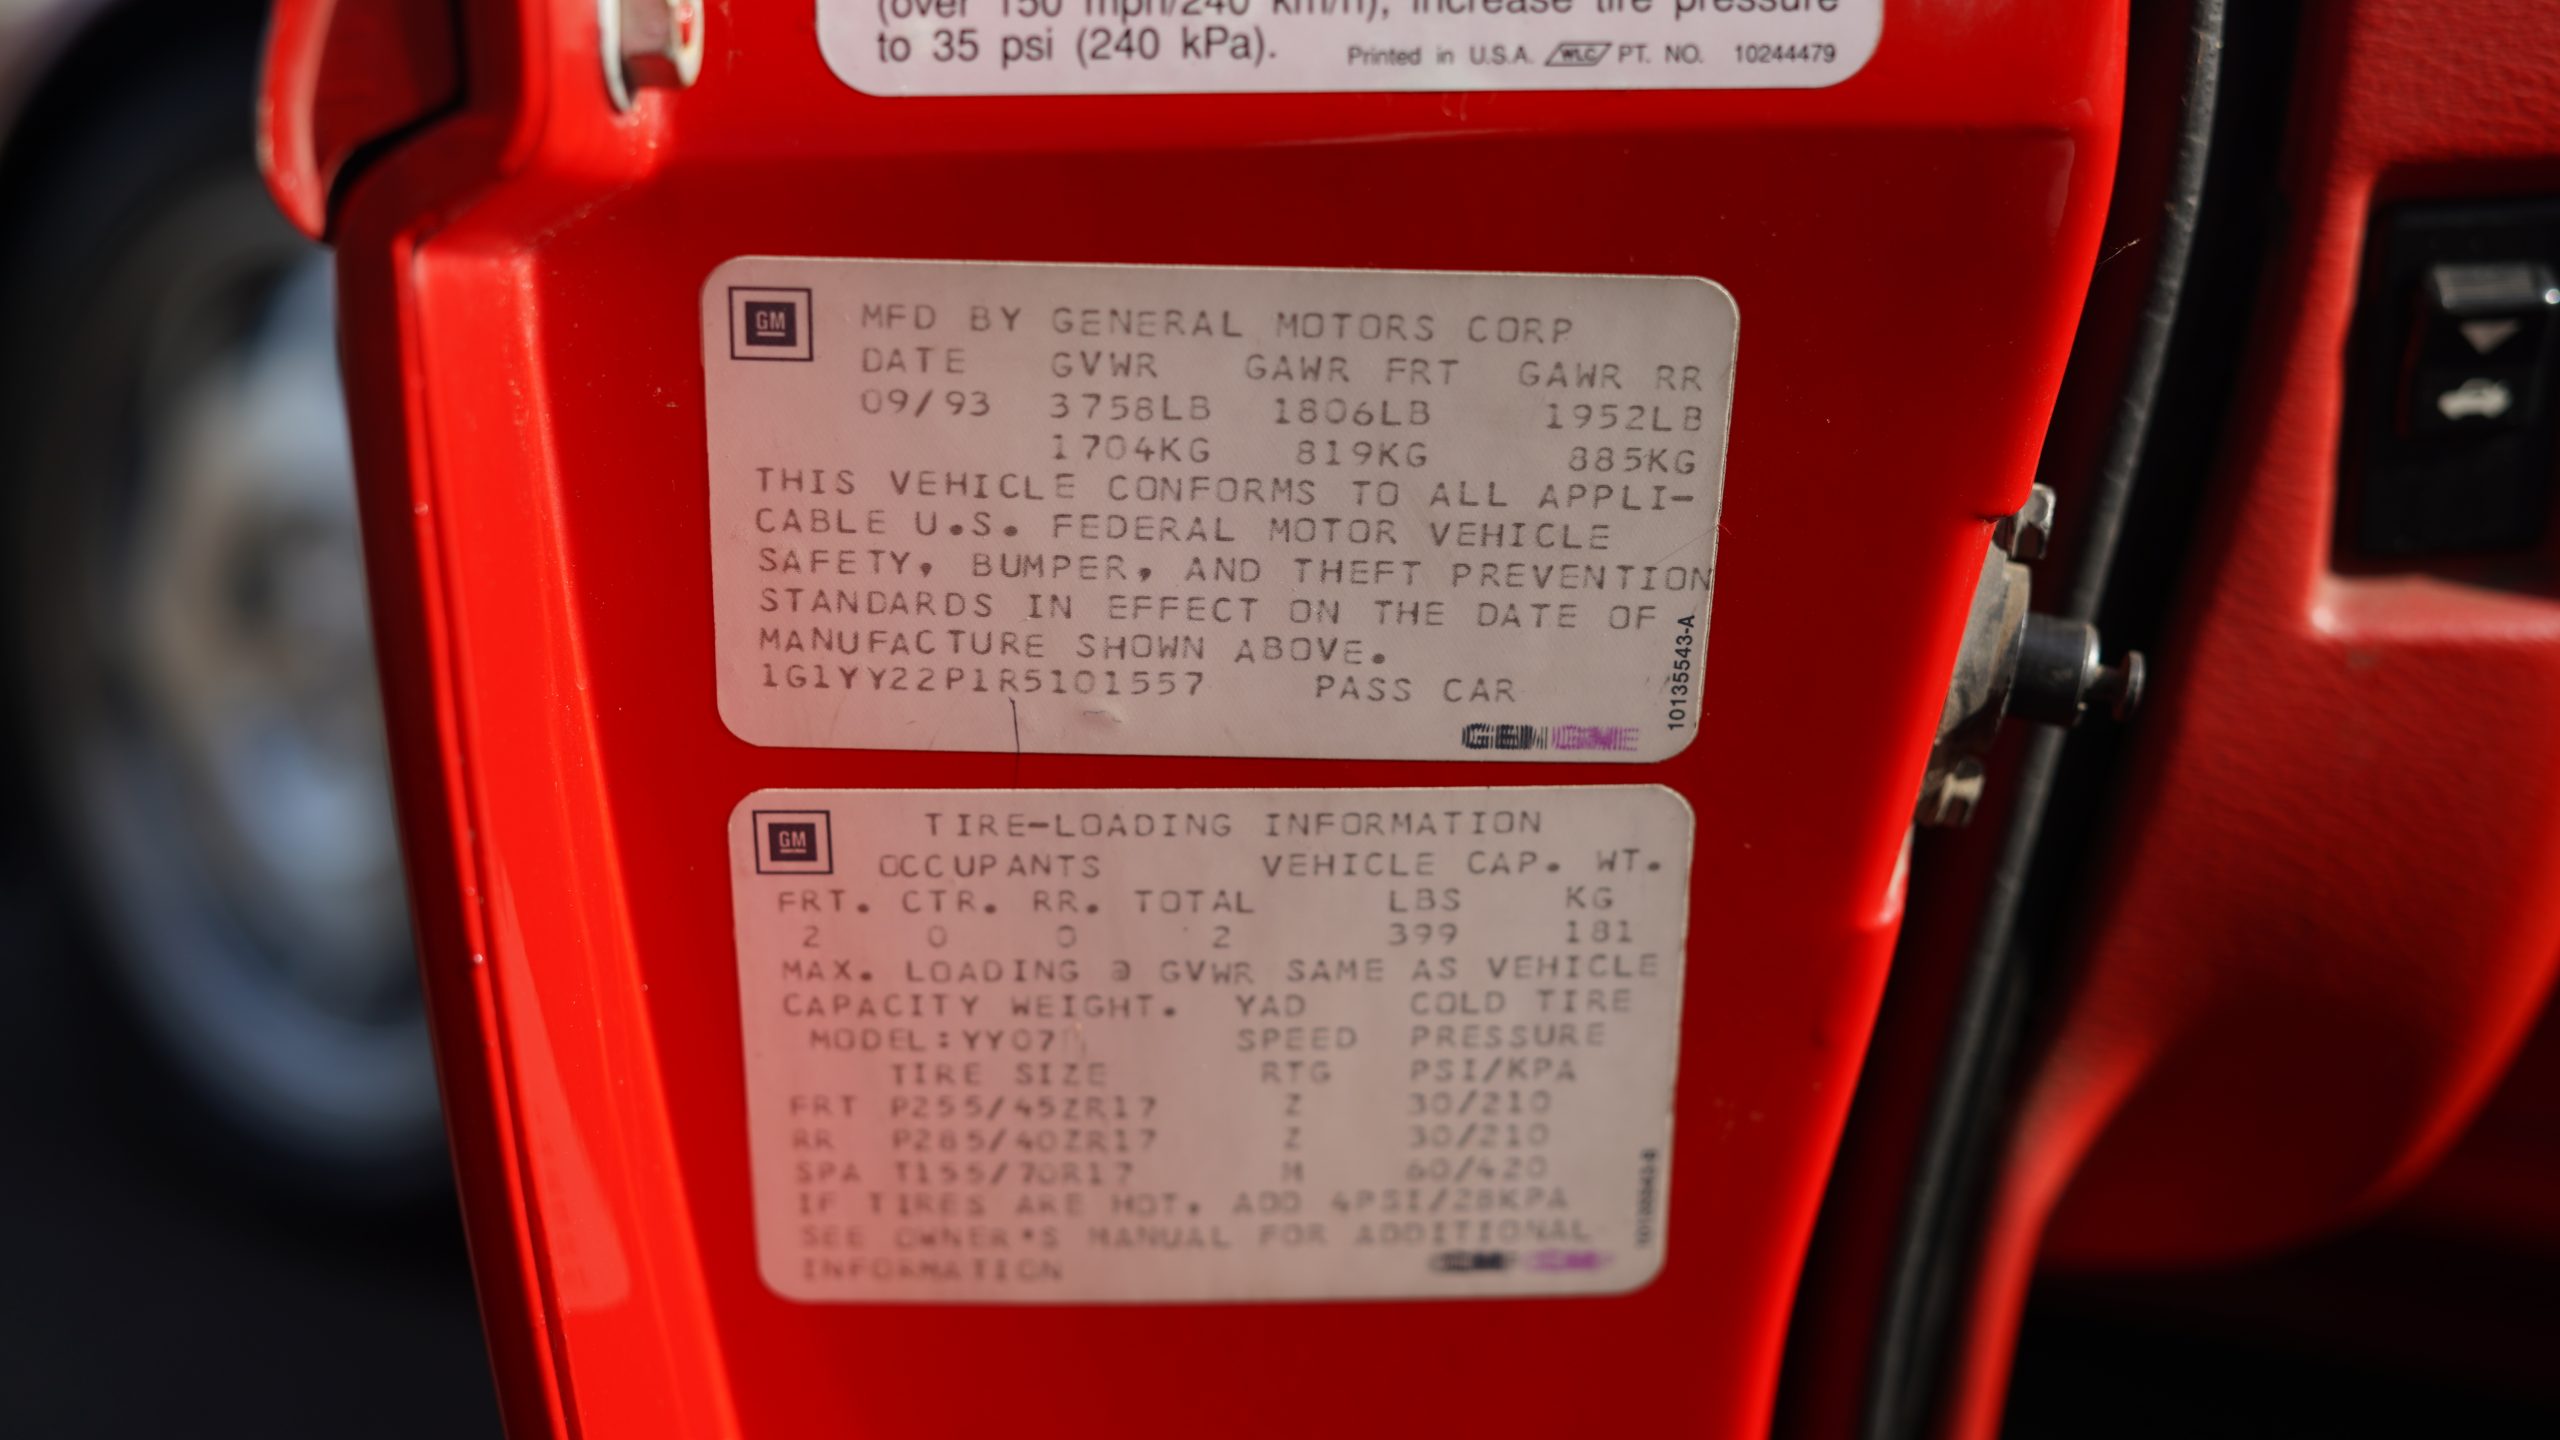 (over 150 mph/240 km/h), increase tire pressure
to 35 psi (240 kPa).
Printed in U.S.A. WLC PT. NO. 10244479
GM
MFD BY GENERAL MOTORS CORP
DATE GVWR GAWR FRT GAWR RR
09/93 3758LB 1806LB 1952LB
1704KG 819KG 885KG
THIS VEHICLE CONFORMS TO ALL APPLI-
CABLE U.S. FEDERAL MOTOR VEHICLE
SAFETY, BUMPER, AND THEFT PREVENTION
STANDARDS IN EFFECT ON THE DATE OF
MANUFACTURE SHOWN ABOVE.
1G1YY22P1R5101557 PASS CAR
10135543-A
GM
TIRE-LOADING INFORMATION
OCCUPANTS VEHICLE CAP. WT.
FRT. CTR. RR. TOTAL LBS KG
2 0 0 2 399 181
MAX. LOADING @ GVWR SAME AS VEHICLE
CAPACITY WEIGHT. YAD COLD TIRE
MODEL:YY07 SPEED PRESSURE
TIRE SIZE RTG PSI/KPA
FRT P255/45ZR17 Z 30/210
RR P285/40ZR17 Z 30/210
SPA T155/70R17 M 60/420
IF TIRES ARE HOT, ADD 4PSI/28KPA
SEE OWNER'S MANUAL FOR ADDITIONAL
INFORMATION